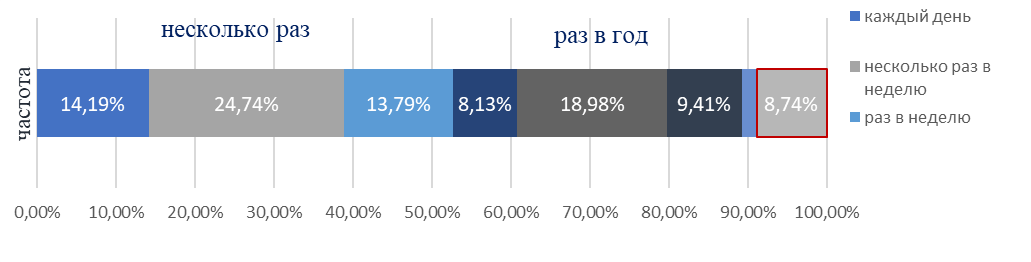 несколько раз
раз в год
каждый день
несколько раз в
неделю
раз в неделю
частота
14,19%
24,74%
13,79%
8,13%
18,98%
9,41%
8,74%
0,00%
10,00%
20,00%
30,00%
40,00%
50,00%
60,00%
70,00%
80,00%
90,00%
100,00%